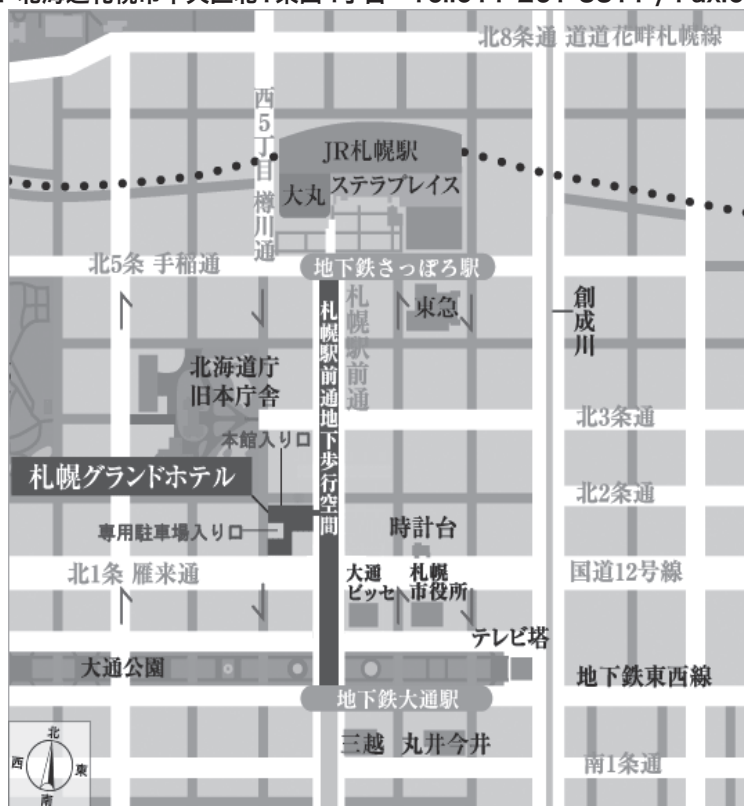 北8条通 道道花畔札幌線
西5丁目 樽川通
JR札幌駅
大丸
ステラプレイス
北5条 手稲通
地下鉄さっぽろ駅
札幌駅前通
札幌駅前通地下歩行空間
東急
創成川
北海道庁
旧本庁舎
北3条通
本館入り口
札幌グランドホテル
北2条通
専用駐車場入り口
時計台
北1条 雁来通
大通
ビッセ
札幌
市役所
国道12号線
テレビ塔
大通公園
地下鉄東西線
地下鉄大通駅
三越
丸井今井
南1条通
北
西
東
南